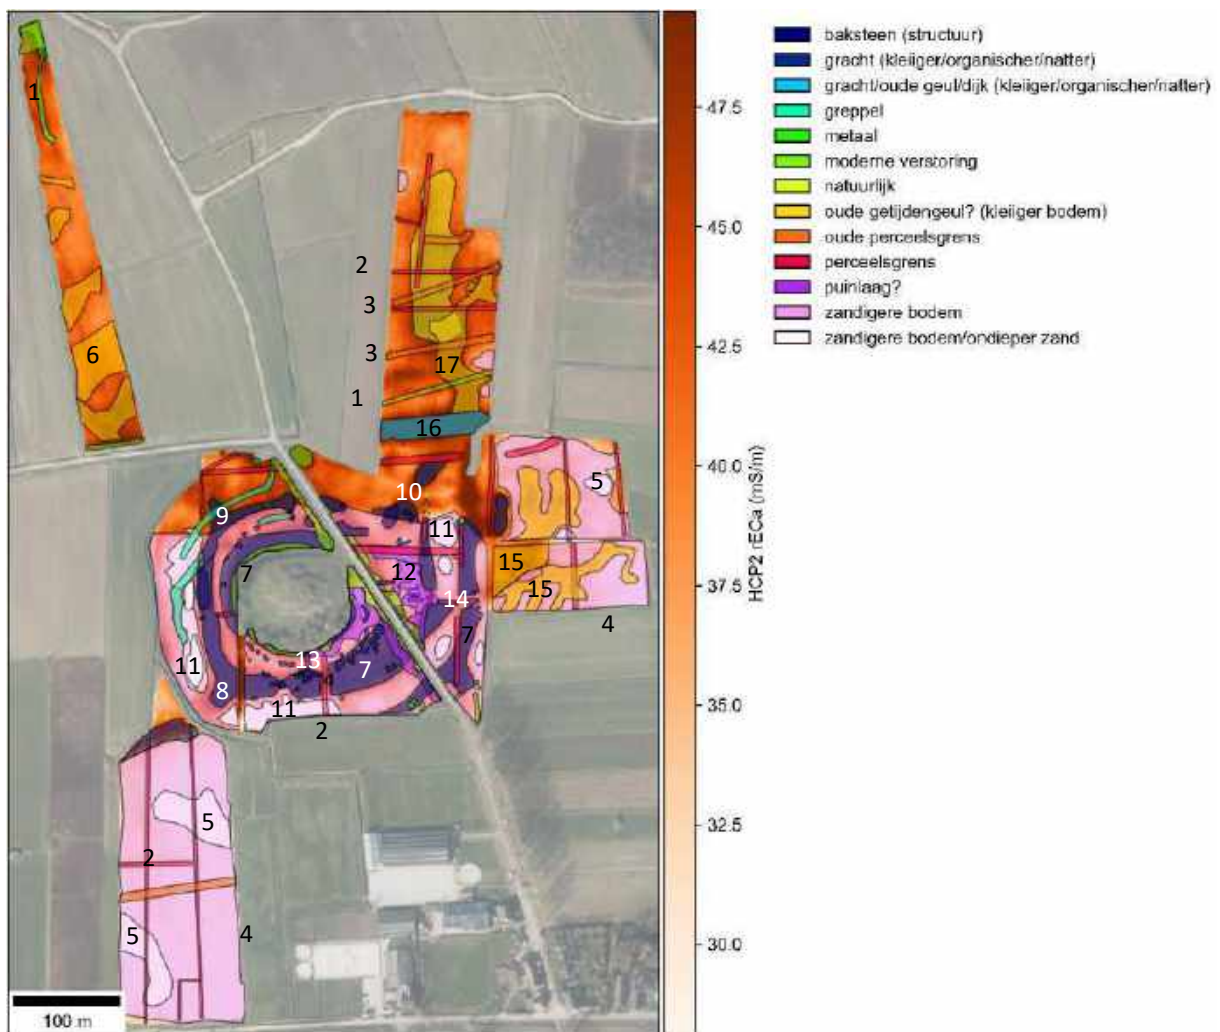 baksteen (structuur)
gracht (kleiiger/organischer/natter)
gracht/oude geul/dijk (kleiiger/organischer/natter)
greppel
metaal
moderne verstoring
natuurlijk
oude getijdengeul? (kleiiger bodem)
oude perceelsgrens
perceelsgrens
puinlaag?
zandigere bodem
zandigere bodem/ondieper zand
47.5
45.0
42.5
40.0
37.5
35.0
32.5
30.0
HCP2 rECa (mS/m)
1
2
3
3
17
6
1
16
5
10
9
11
15
12
7
15
14
4
7
13
11
7
8
11
2
5
2
5
4
100 m